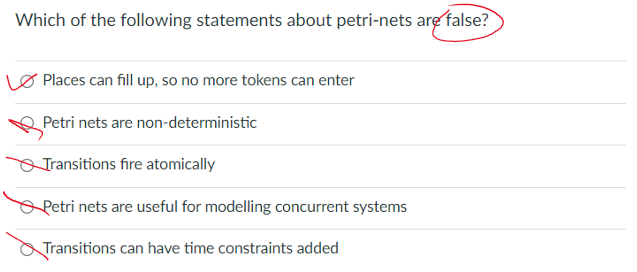 Which of the following statements about petri-nets are false?
Places can fill up, so no more tokens can enter
Petri nets are non-deterministic
Transitions fire atomically
Petri nets are useful for modelling concurrent systems
Transitions can have time constraints added